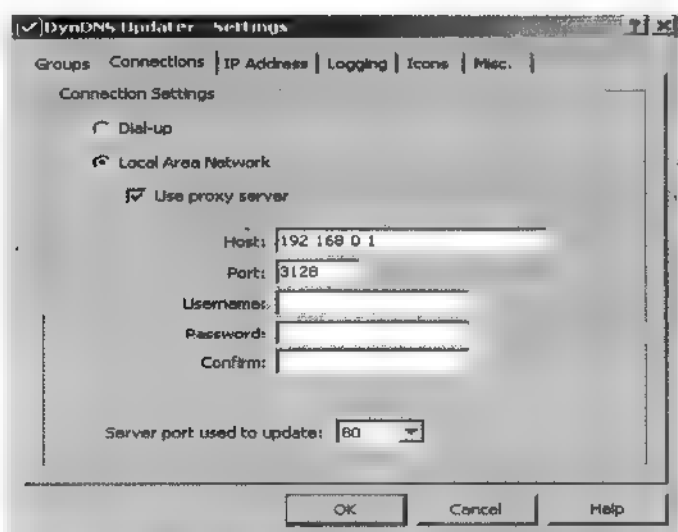 DynDNS Updater - Settings
Groups Connections IP Address Logging Icons Misc.
Connection Settings
Dial-up
Local Area Network
Use proxy server
Host: 192 168 0 1
Port: 3128
Username:
Password:
Confirm:
Server port used to update: 80
OK Cancel Help